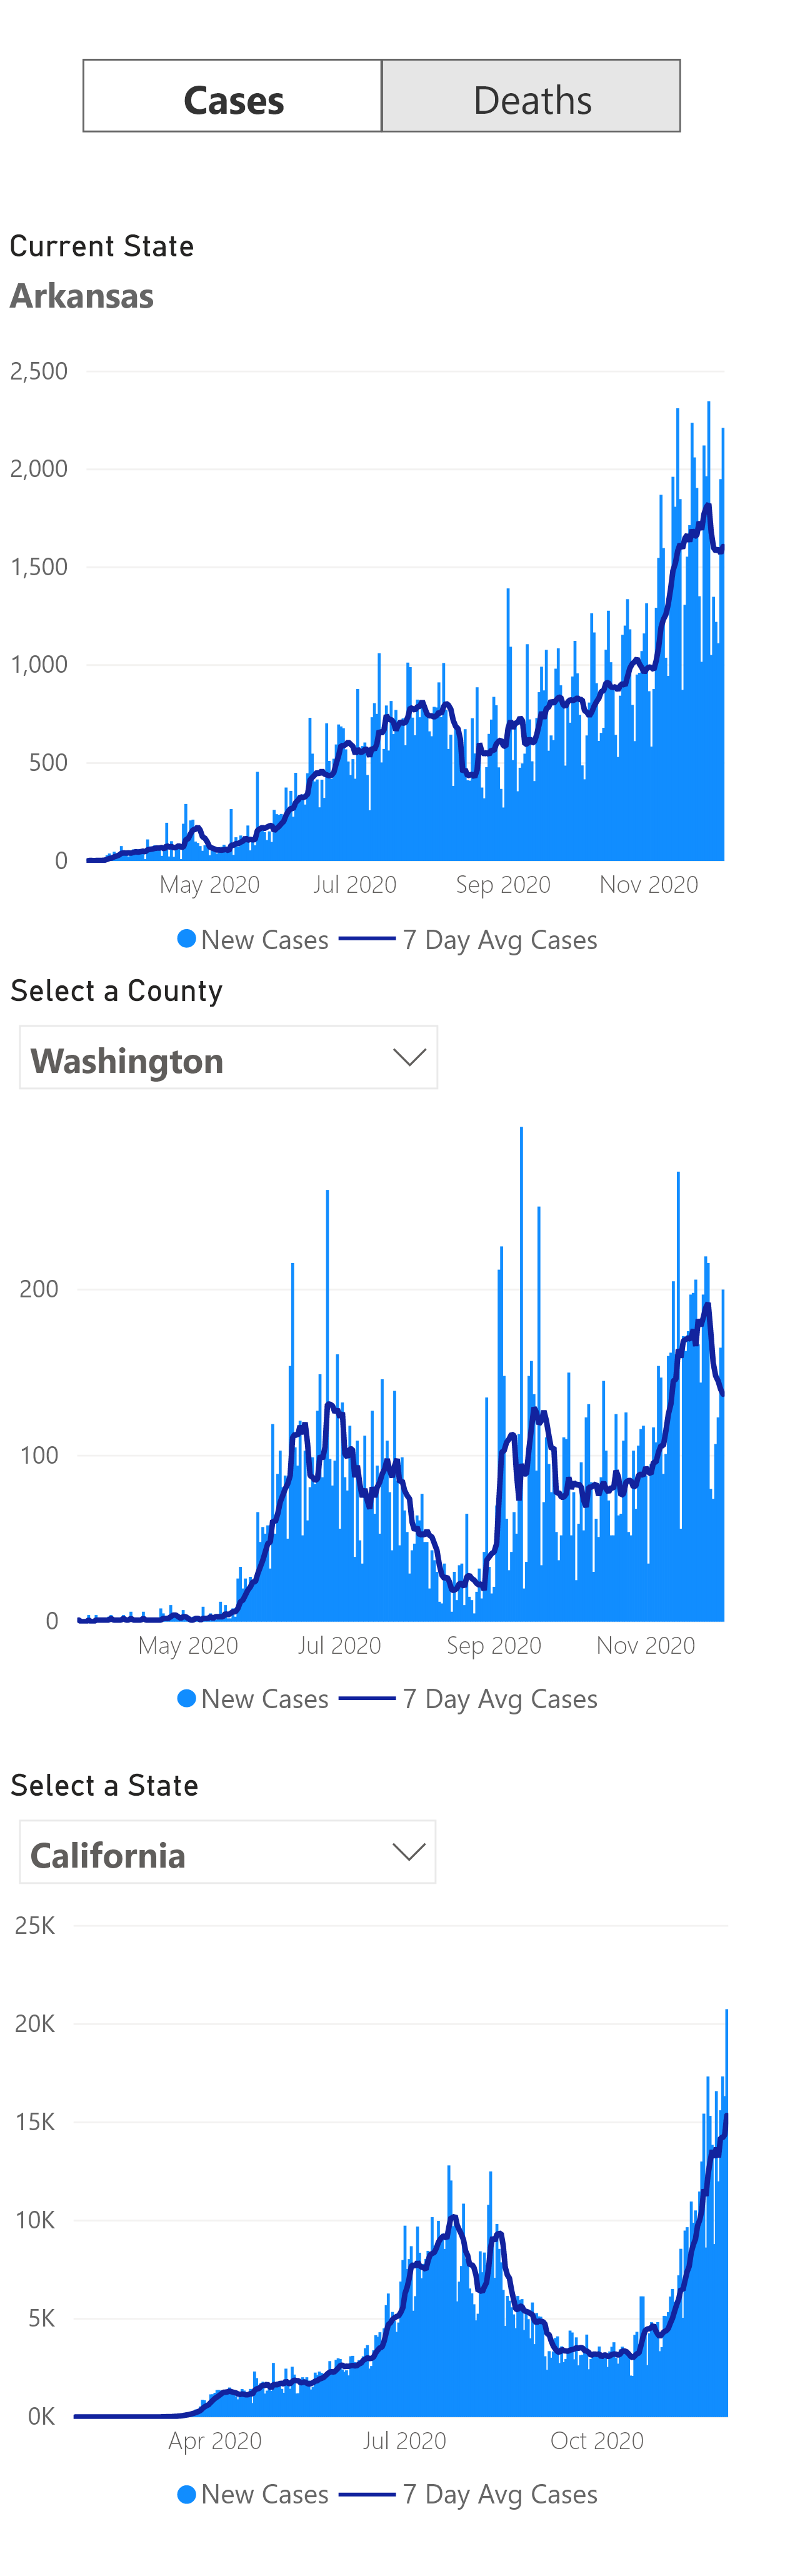 Cases Deaths
Current State
Arkansas
2,500
2,000
1,500
1,000
500
0
May 2020 Jul 2020 Sep 2020 Nov 2020
New Cases 7 Day Avg Cases
Select a County
Washington
200
100
0
May 2020 Jul 2020 Sep 2020 Nov 2020
New Cases 7 Day Avg Cases
Select a State
California
25K
20K
15K
10K
5K
0K
Apr 2020 Jul 2020 Oct 2020
New Cases 7 Day Avg Cases